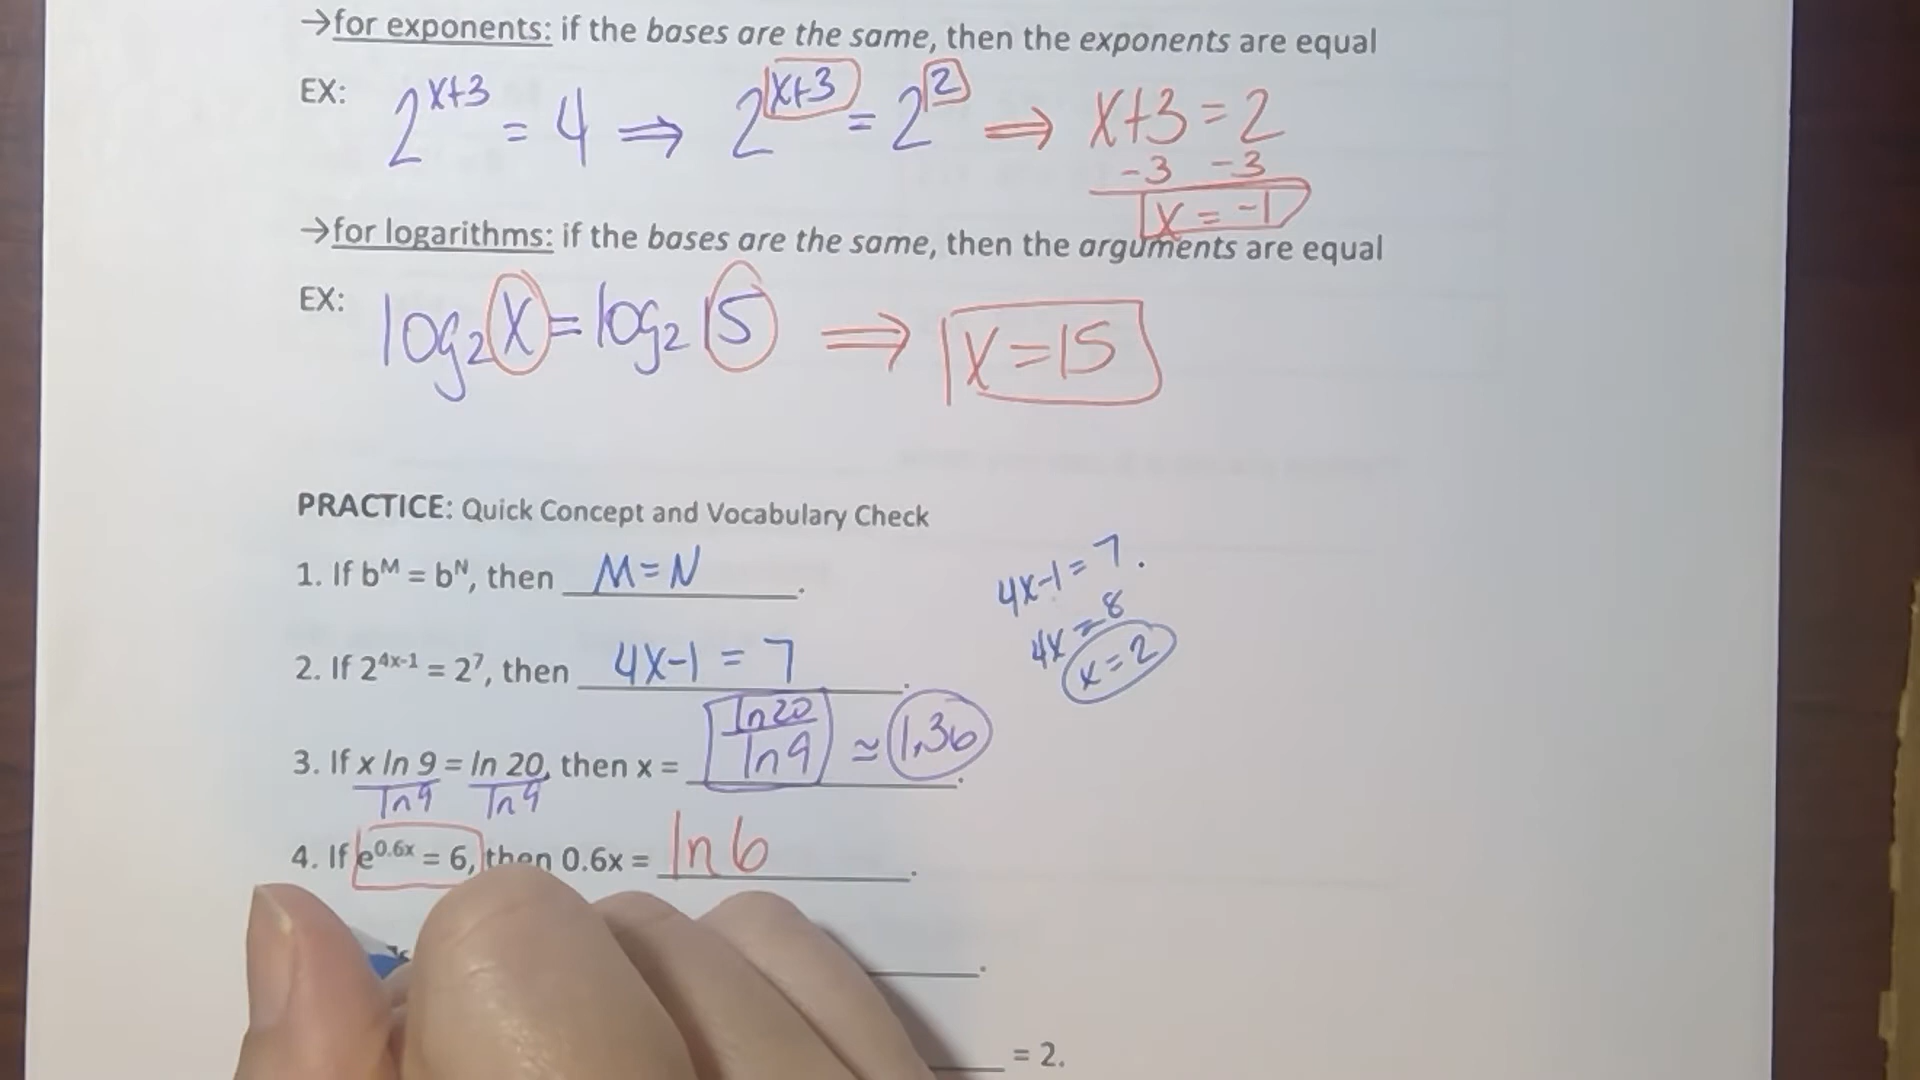 →for exponents: if the bases are the same, then the exponents are equal
EX: 2^(x+3) = 4 ⟹ 2^(x+3) = 2^2 ⟹ x+3 = 2
-3 -3
x = -1
→for logarithms: if the bases are the same, then the arguments are equal
EX: log₂x = log₂15 ⟹ x=15
PRACTICE: Quick Concept and Vocabulary Check
1. If b^M = b^N, then M=N.
4x-1=7.
4x=8
x=2
2. If 2^(4x-1) = 2^7, then 4x-1=7.
3. If x ln 9 = ln 20, then x = ln20/ln9 ≃ 1.36.
ln9 ln9
4. If e^(0.6x) = 6, then 0.6x = ln6.
= 2.